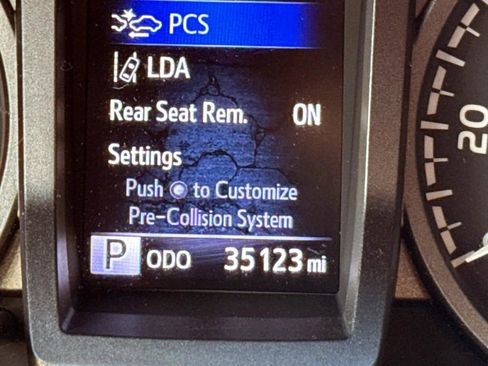 PCS
LDA
Rear Seat Rem. ON
Settings
Push to Customize
Pre-Collision System
P ODO 35123 mi
20